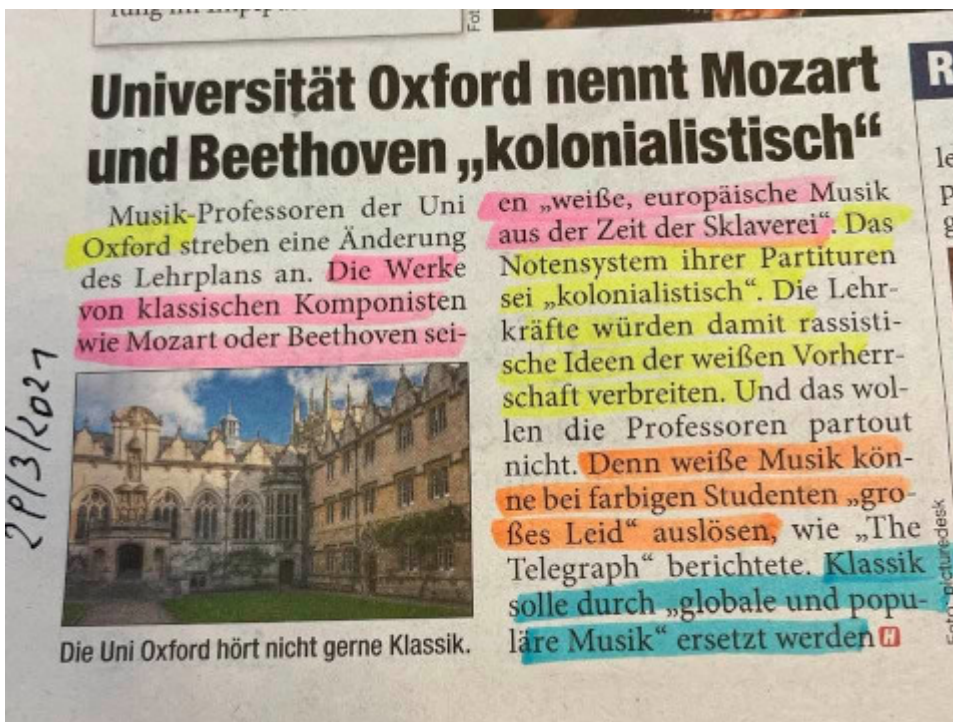 Universität Oxford nennt Mozart
und Beethoven „kolonialistisch“
Musik-Professoren der Uni
Oxford streben eine Änderung
des Lehrplans an. Die Werke
von klassischen Komponisten
wie Mozart oder Beethoven sei-
en „weiße, europäische Musik
aus der Zeit der Sklaverei“. Das
Notensystem ihrer Partituren
sei „kolonialistisch“. Die Lehr-
kräfte würden damit rassisti-
sche Ideen der weißen Vorherr-
schaft verbreiten. Und das wol-
len die Professoren partout
nicht. Denn weiße Musik kön-
ne bei farbigen Studenten „gro-
ßes Leid“ auslösen, wie „The
Telegraph“ berichtete. Klassik
solle durch „globale und popu-
läre Musik“ ersetzt werden
H
Die Uni Oxford hört nicht gerne Klassik.
Foto: picturedesk
R